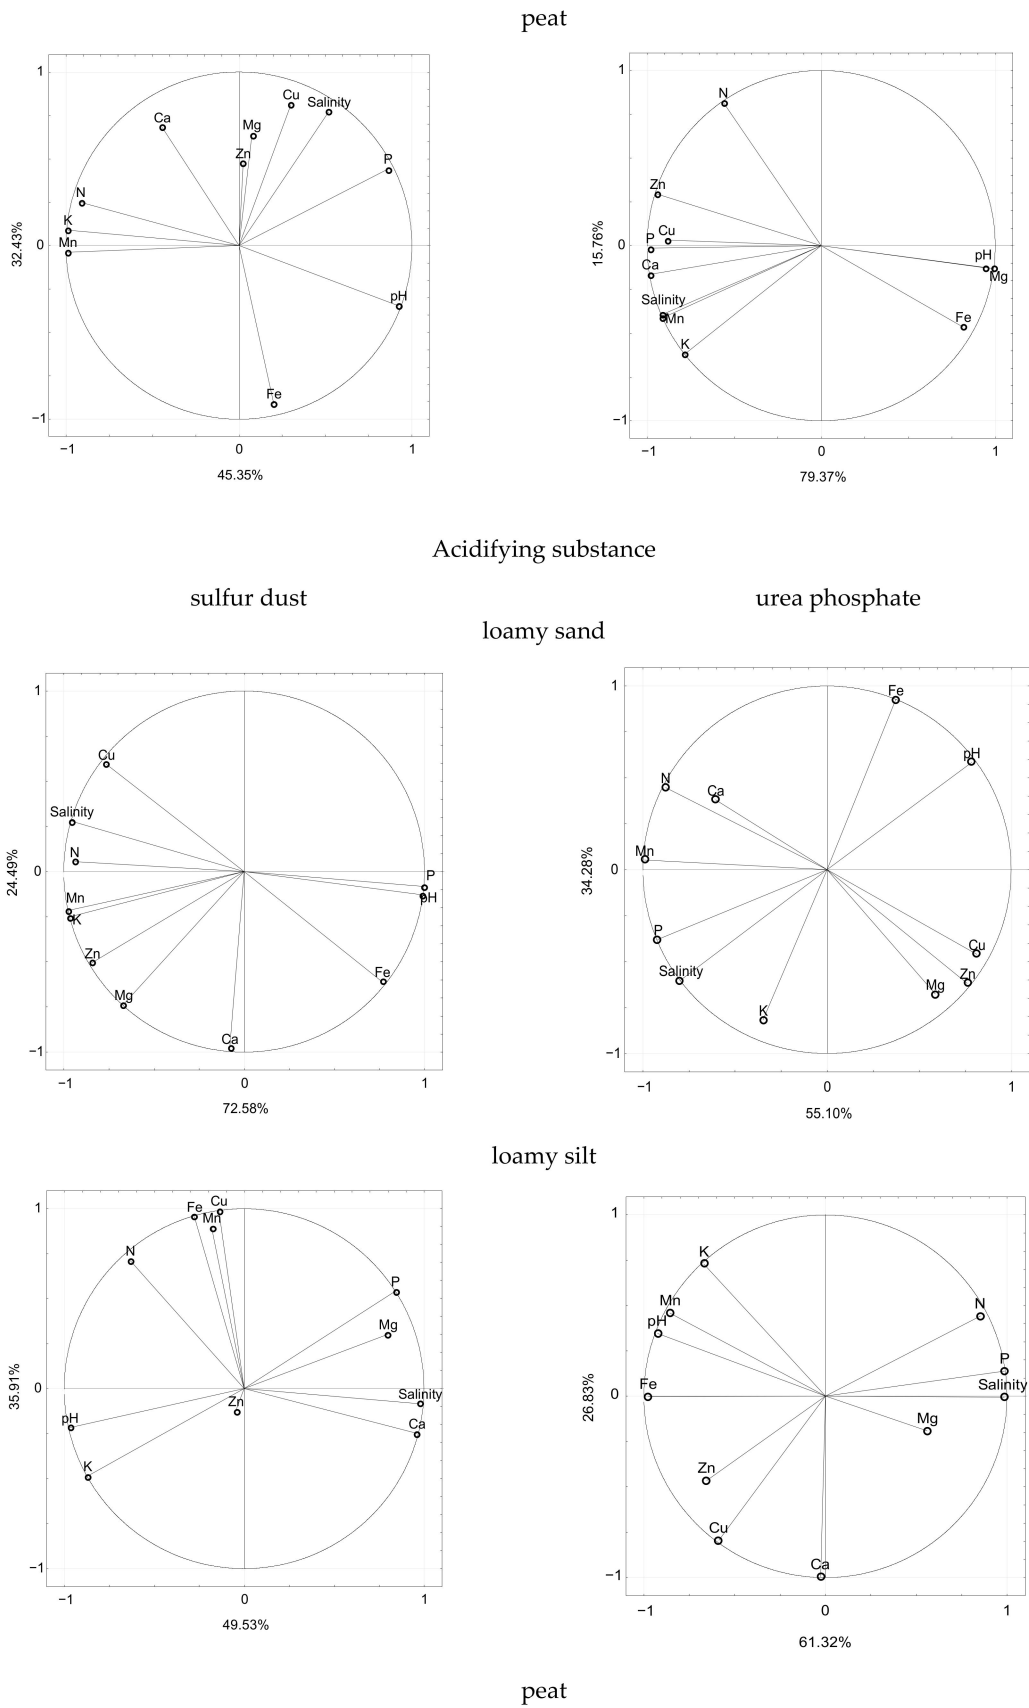 peat
1
Cu
Salinity
Ca
Mg
Zn
P
N
K
0
Mn
pH
Fe
−1
−1 0 1
45.35%
32.43%
1
N
Zn
Cu
P
0
Ca
pH
Mg
Salinity
Mn
Fe
K
−1
−1 0 1
79.37%
15.76%
Acidifying substance
sulfur dust urea phosphate
loamy sand
1
Cu
Salinity
N
0
P
pH
Mn
K
Zn
Fe
Mg
Ca
−1
−1 0 1
72.58%
24.49%
1
Fe
pH
N
Ca
Mn
0
P
Cu
Salinity
Zn
Mg
K
−1
−1 0 1
55.10%
34.28%
loamy silt
1
Fe
Cu
Mn
N
P
Mg
0
Salinity
Zn
pH
Ca
K
−1
−1 0 1
49.53%
35.91%
1
K
Mn
N
pH
P
Fe
0
Salinity
Mg
Zn
Cu
Ca
−1
−1 0 1
61.32%
26.83%
peat